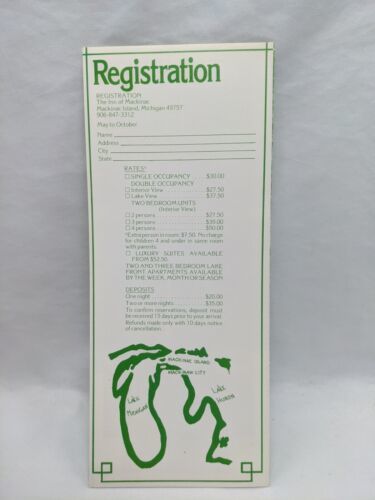 Registration
REGISTRATION
The Inn of Mackinac
Mackinac Island, Michigan 49757
906-847-3312
May to October
Name
Address
City
State
RATES*
SINGLE OCCUPANCY . . . . $30.00
DOUBLE OCCUPANCY
Interior View . . . . . . . . $27.50
Lake View . . . . . . . . $37.50
TWO BEDROOM UNITS
(Interior View)
2 persons . . . . . . . . $27.50
3 persons . . . . . . . . $39.00
4 persons . . . . . . . . $50.00
*Extra person in room: $7.50. No charge
for children 4 and under in same room
with parents.
LUXURY SUITES AVAILABLE
FROM $52.50.
TWO AND THREE BEDROOM LAKE
FRONT APARTMENTS AVAILABLE
BY THE WEEK, MONTH OR SEASON
DEPOSITS
One night . . . . . . . . $20.00
Two or more nights . . . . . . . . $35.00
To confirm reservations, deposit must
be received 15 days prior to your arrival.
Refunds made only with 10 days notice
of cancellation.
MACKINAC ISLAND
MACKINAW CITY
LAKE
MICHIGAN
LAKE
HURON